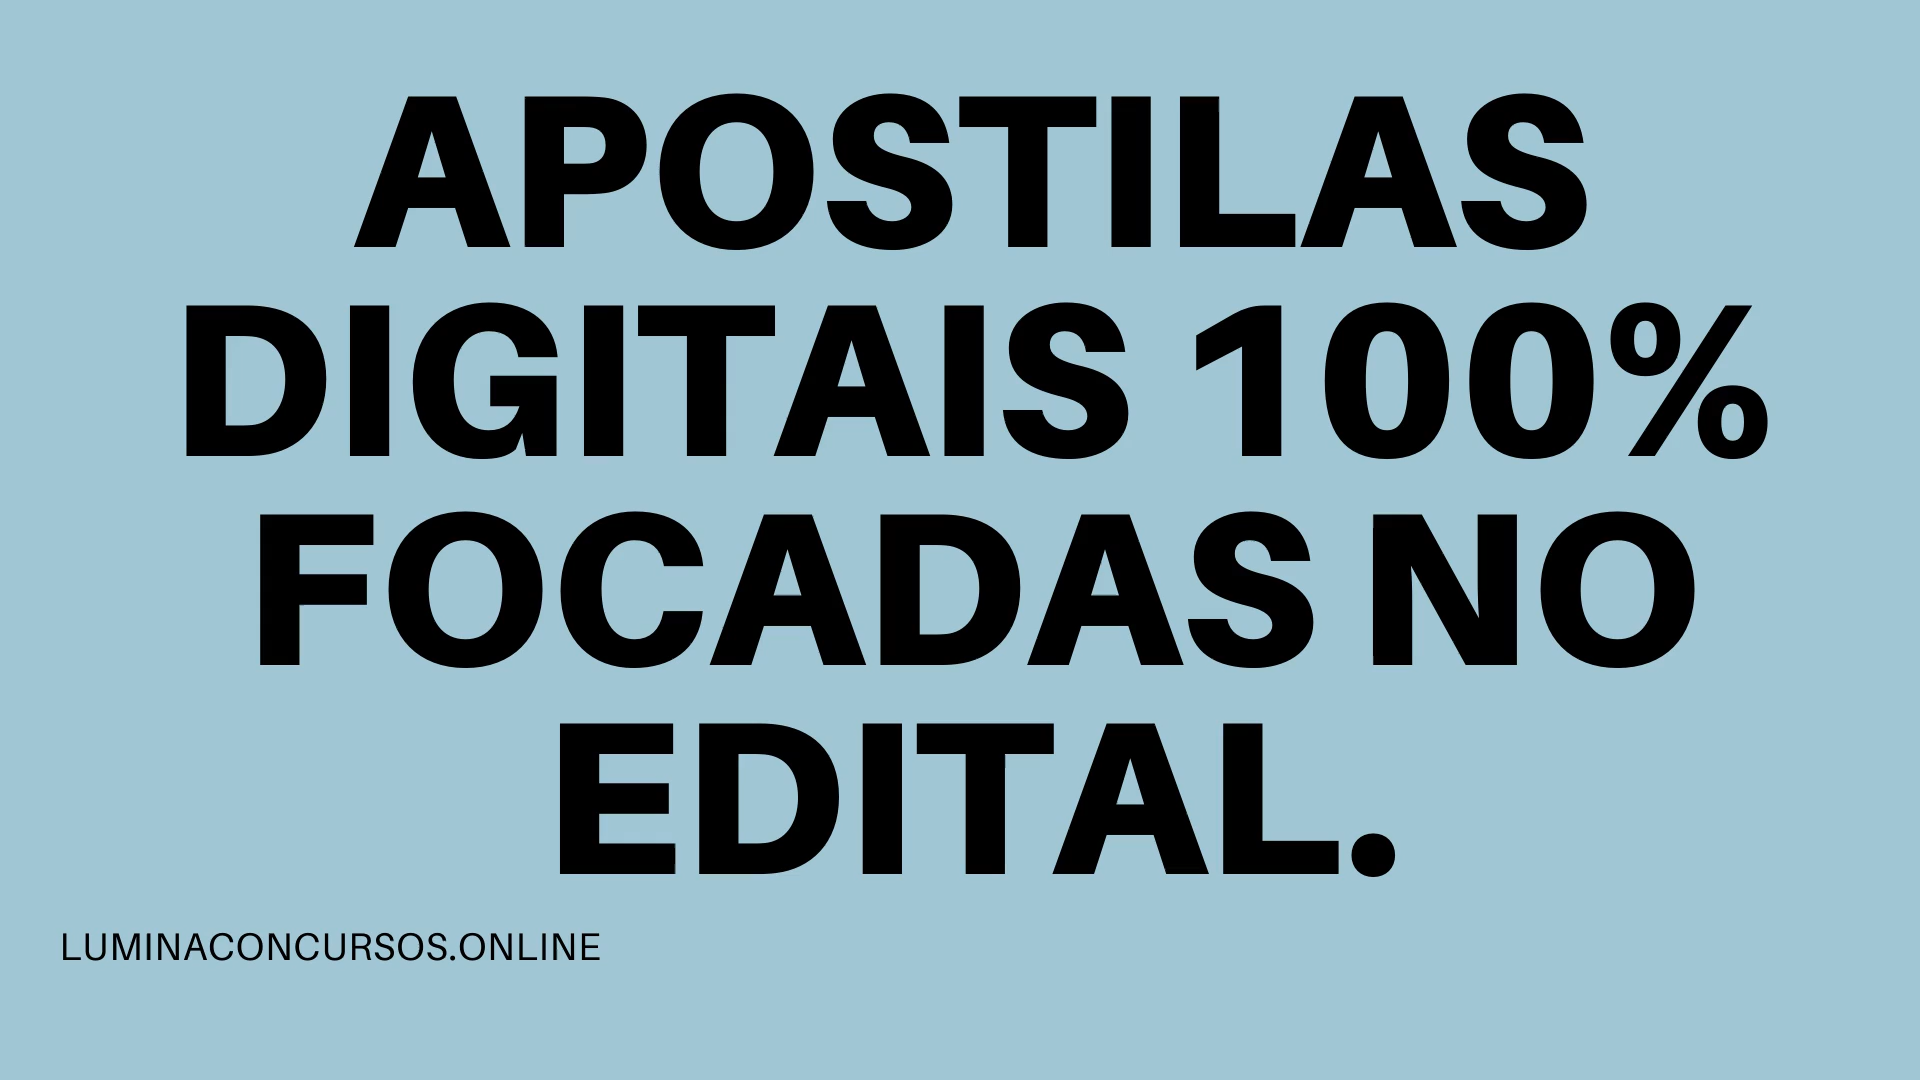 APOSTILAS
DIGITAIS 100%
FOCADAS NO
EDITAL.
LUMINACONCURSOS.ONLINE